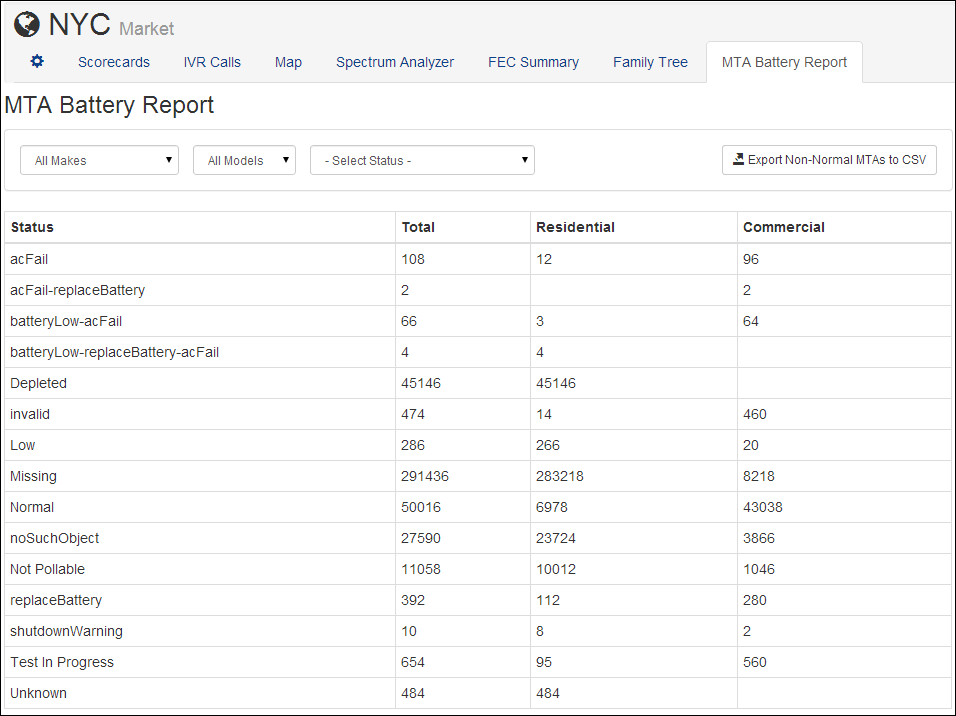 NYC Market
Scorecards IVR Calls Map Spectrum Analyzer FEC Summary Family Tree MTA Battery Report
MTA Battery Report
All Makes All Models - Select Status - Export Non-Normal MTAs to CSV
Status Total Residential Commercial
acFail 108 12 96
acFail-replaceBattery 2 2
batteryLow-acFail 66 3 64
batteryLow-replaceBattery-acFail 4 4
Depleted 45146 45146
invalid 474 14 460
Low 286 266 20
Missing 291436 283218 8218
Normal 50016 6978 43038
noSuchObject 27590 23724 3866
Not Pollable 11058 10012 1046
replaceBattery 392 112 280
shutdownWarning 10 8 2
Test In Progress 654 95 560
Unknown 484 484